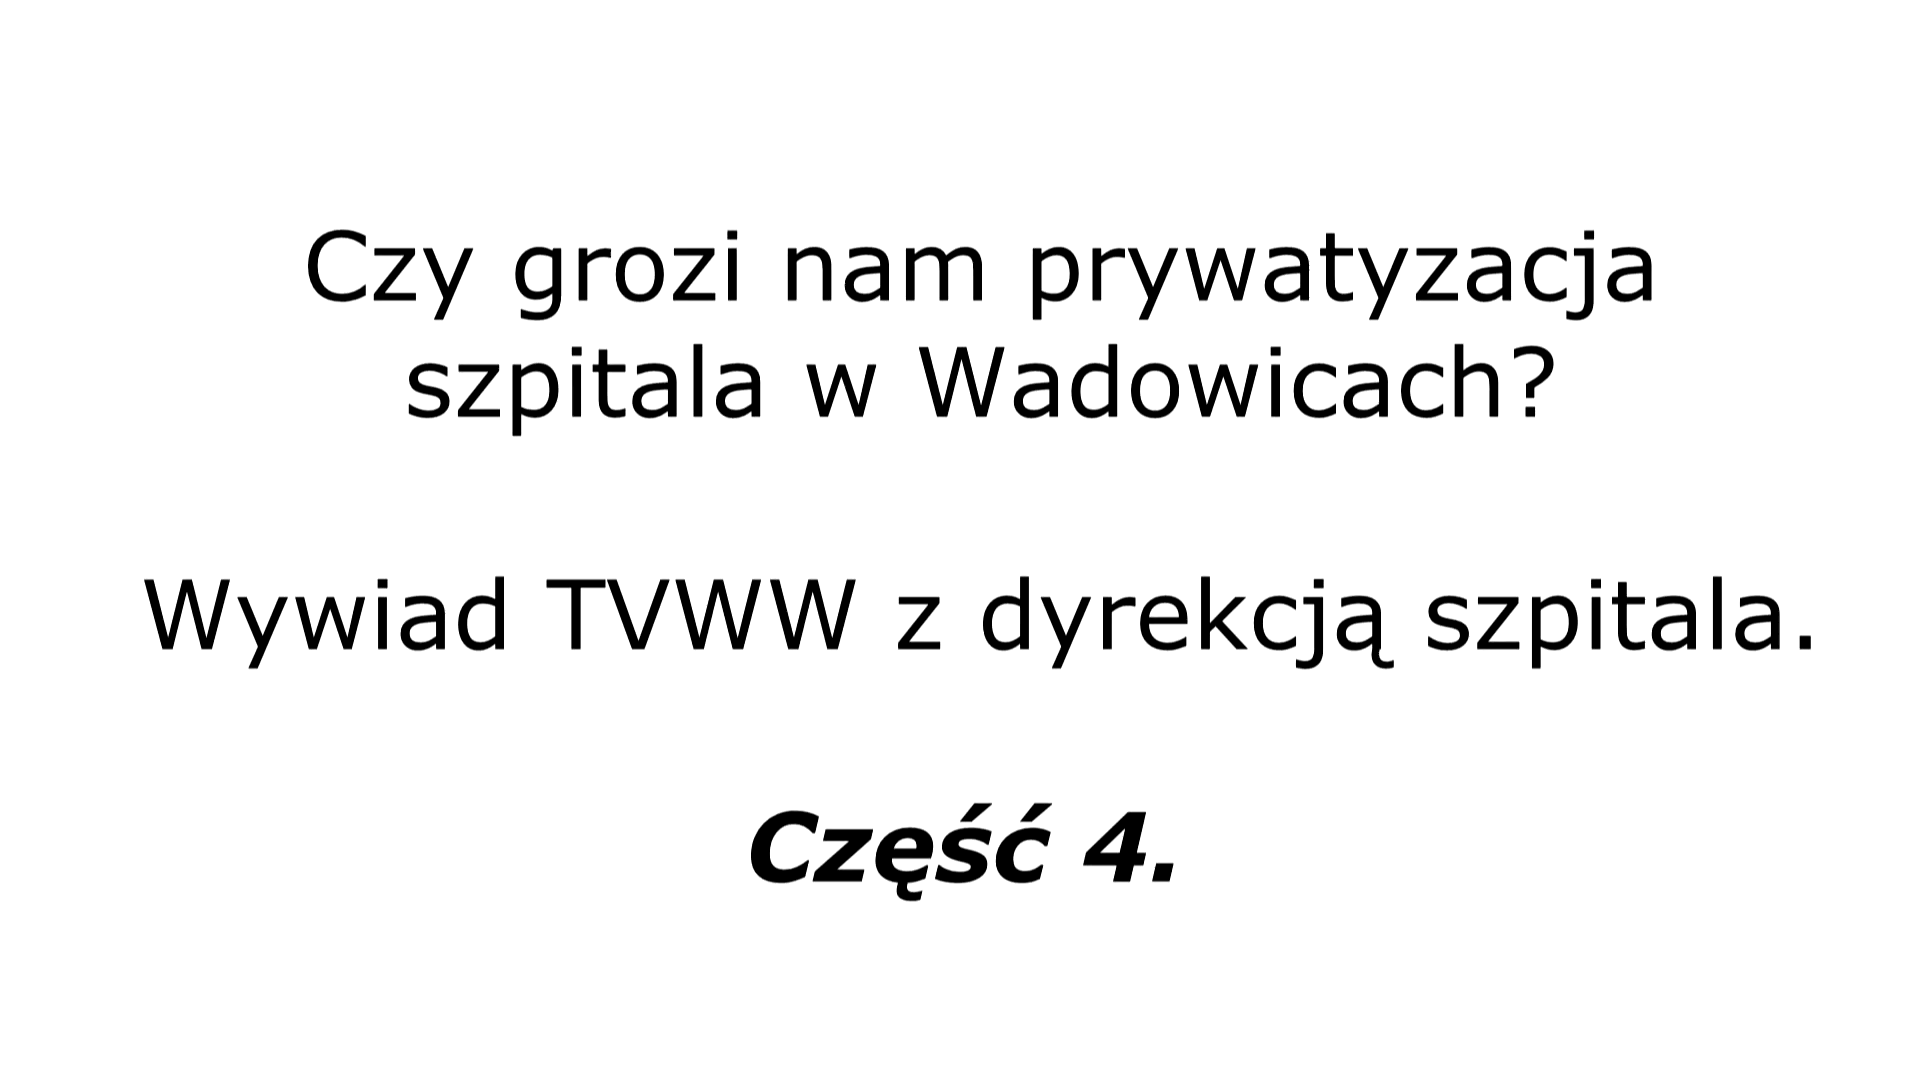 Czy grozi nam prywatyzacja
szpitala w Wadowicach?
Wywiad TVWW z dyrekcją szpitala.
Część 4.